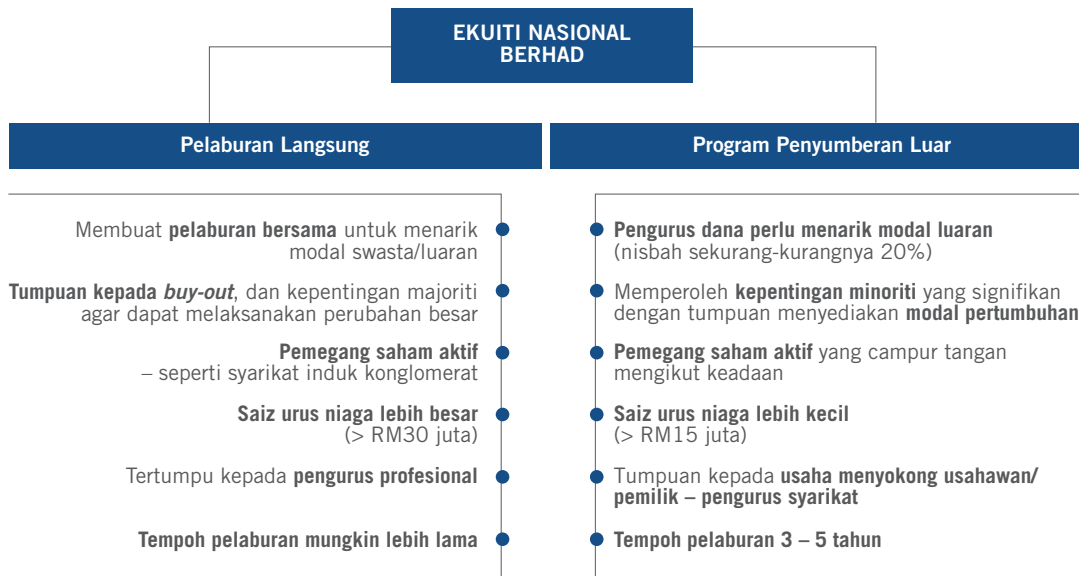 EKUITI NASIONAL
BERHAD
Pelaburan Langsung
Membuat pelaburan bersama untuk menarik
modal swasta/luaran
Tumpuan kepada buy-out, dan kepentingan majoriti
agar dapat melaksanakan perubahan besar
Pemegang saham aktif
– seperti syarikat induk konglomerat
Saiz urus niaga lebih besar
(> RM30 juta)
Tertumpu kepada pengurus profesional
Tempoh pelaburan mungkin lebih lama
Program Penyumberan Luar
Pengurus dana perlu menarik modal luaran
(nisbah sekurang-kurangnya 20%)
Memperoleh kepentingan minoriti yang signifikan
dengan tumpuan menyediakan modal pertumbuhan
Pemegang saham aktif yang campur tangan
mengikut keadaan
Saiz urus niaga lebih kecil
(> RM15 juta)
Tumpuan kepada usaha menyokong usahawan/
pemilik – pengurus syarikat
Tempoh pelaburan 3 – 5 tahun